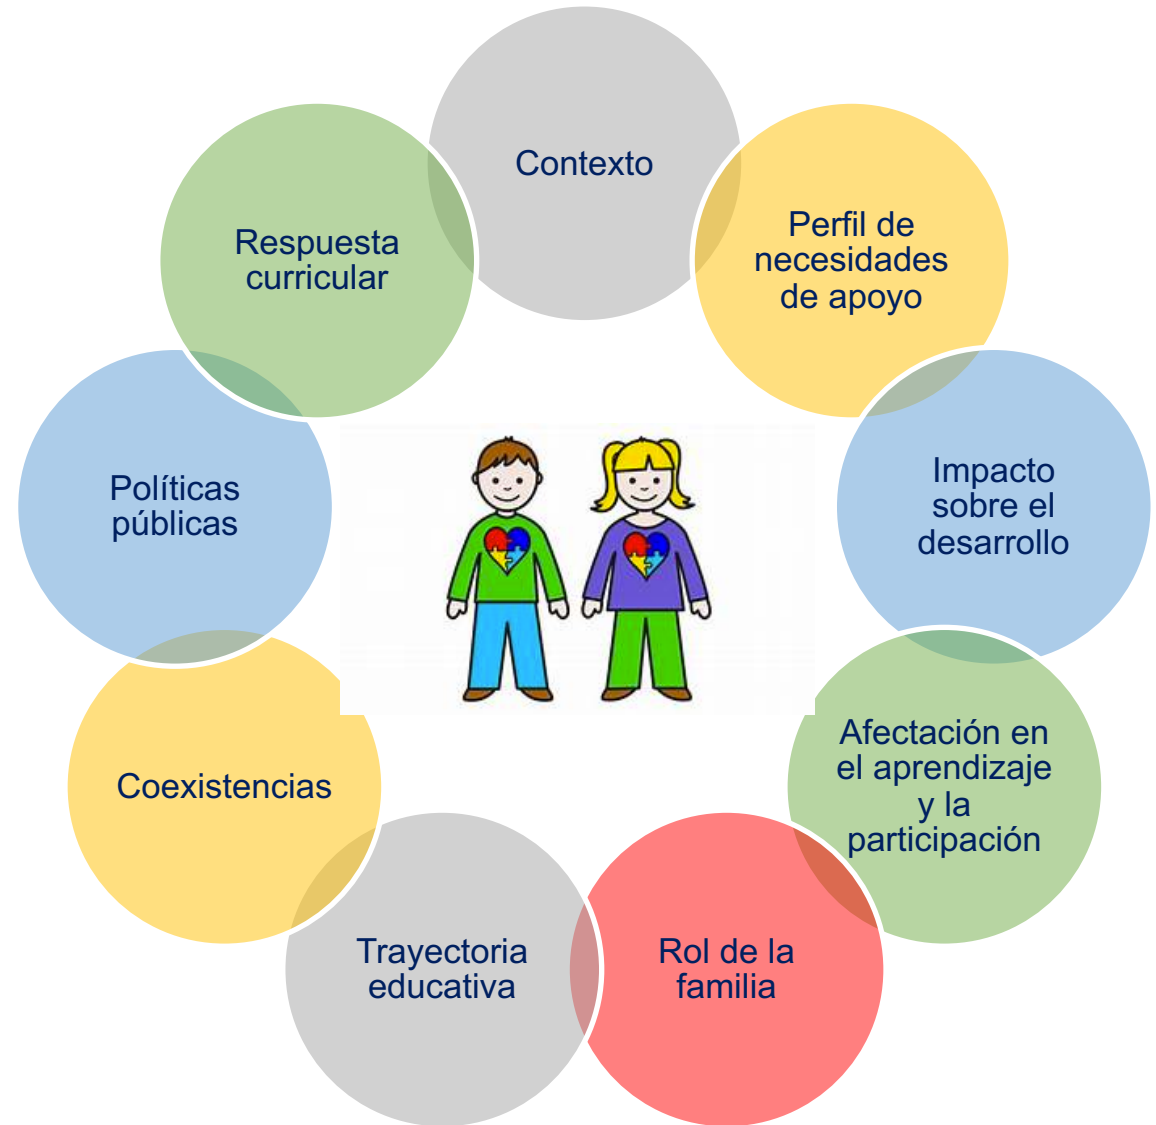 Contexto
Perfil de
necesidades
de apoyo
Impacto
sobre el
desarrollo
Afectación en
el aprendizaje
y la
participación
Rol de la
familia
Trayectoria
educativa
Coexistencias
Políticas
públicas
Respuesta
curricular